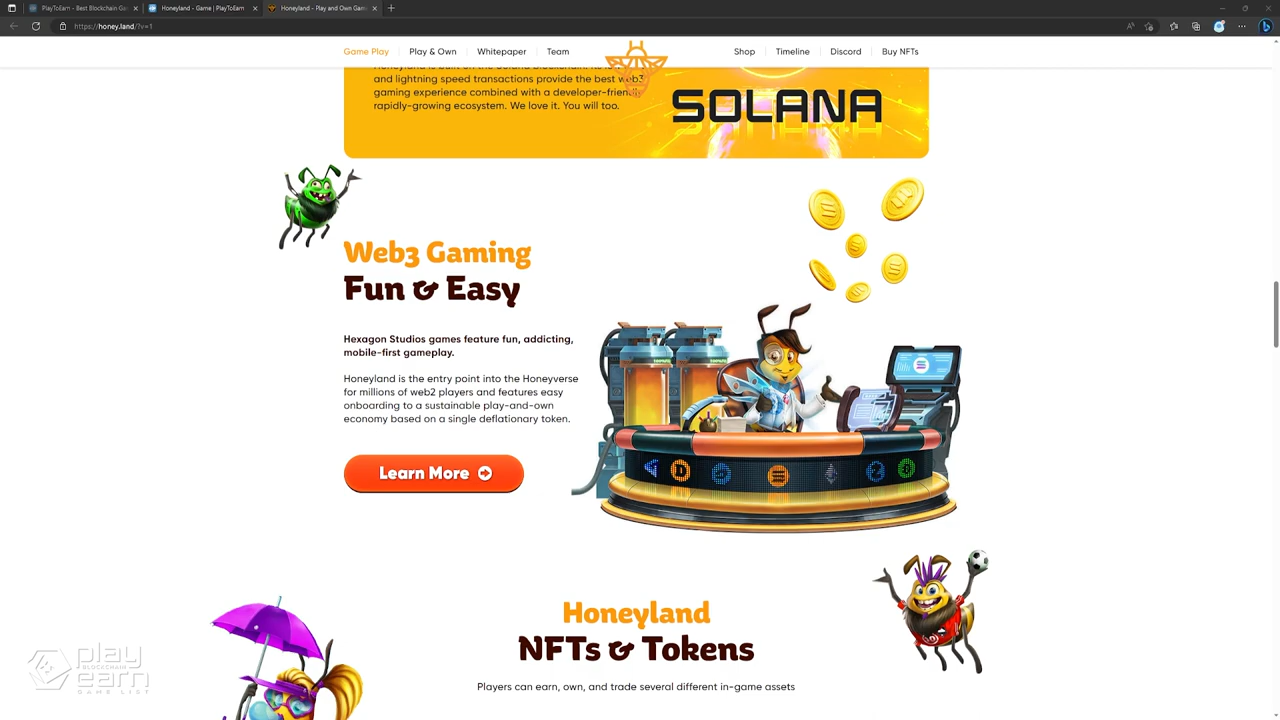 PlayToEarn - Best Blockchain Ga
Honeyland - Game | PlayToEarn
Honeyland - Play and Own Gam
https://honey.land/?v=1
Game Play
Play & Own
Whitepaper
Team
Shop
Timeline
Discord
Buy NFTs
and lightning speed transactions provide the best web3
gaming experience combined with a developer-frien
rapidly-growing ecosystem. We love it. You will too.
SOLANA
Web3 Gaming
Fun & Easy
Hexagon Studios games feature fun, addicting,
mobile-first gameplay.
Honeyland is the entry point into the Honeyverse
for millions of web2 players and features easy
onboarding to a sustainable play-and-own
economy based on a single deflationary token.
Learn More
Honeyland
NFTs & Tokens
Players can earn, own, and trade several different in-game assets
play
BLOCKCHAIN
earn
GAME LIST